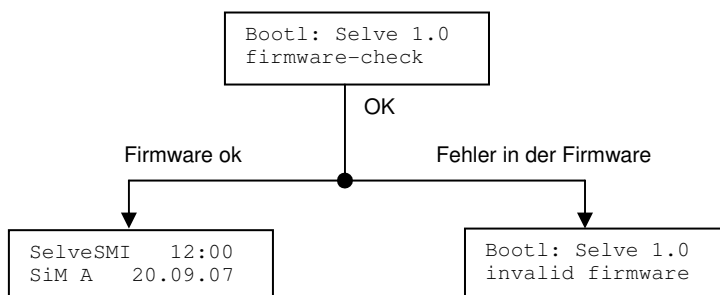 Bootl: Selve 1.0
firmware-check
OK
Firmware ok
Fehler in der Firmware
SelveSMI 12:00
SiM A 20.09.07
Bootl: Selve 1.0
invalid firmware